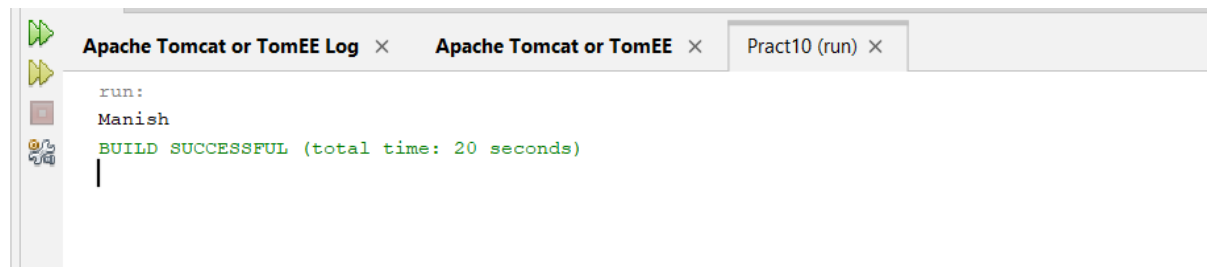 Apache Tomcat or TomEE Log × Apache Tomcat or TomEE × Pract10 (run) ×
run:
Manish
BUILD SUCCESSFUL (total time: 20 seconds)